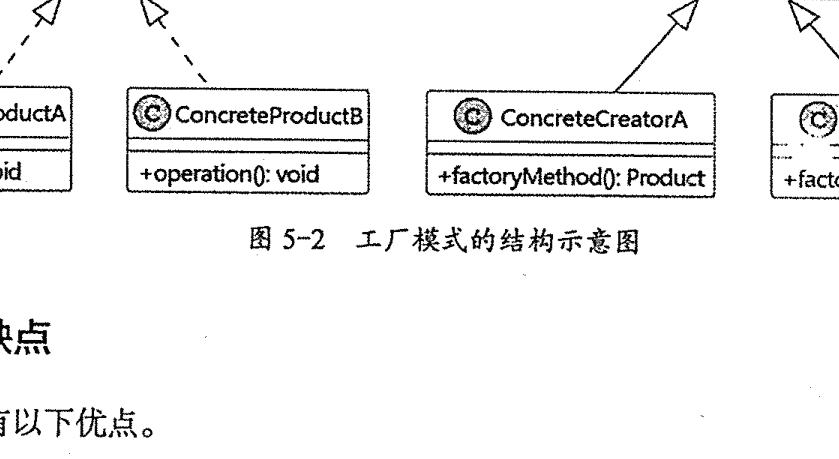 oductA
C ConcreteProductB
C ConcreteCreatorA
C
oid
+operation(): void
+factoryMethod(): Product
+facto
图 5-2 工厂模式的结构示意图
缺点
有以下优点。